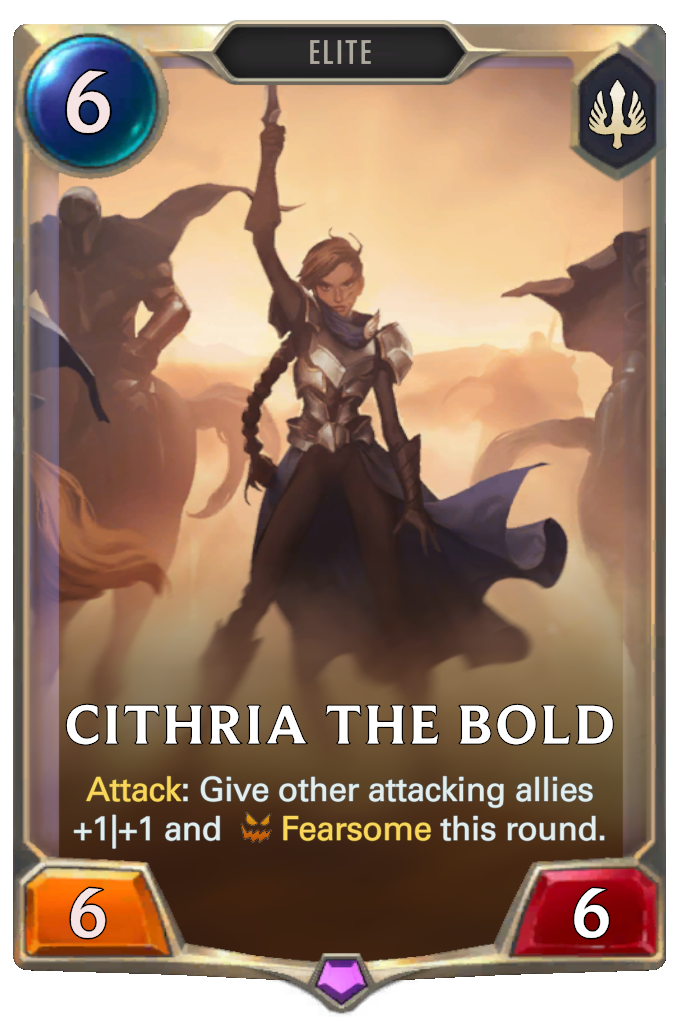 ELITE
6
CITHRIA THE BOLD
Attack: Give other attacking allies
+1|+1 and Fearsome this round.
6
6